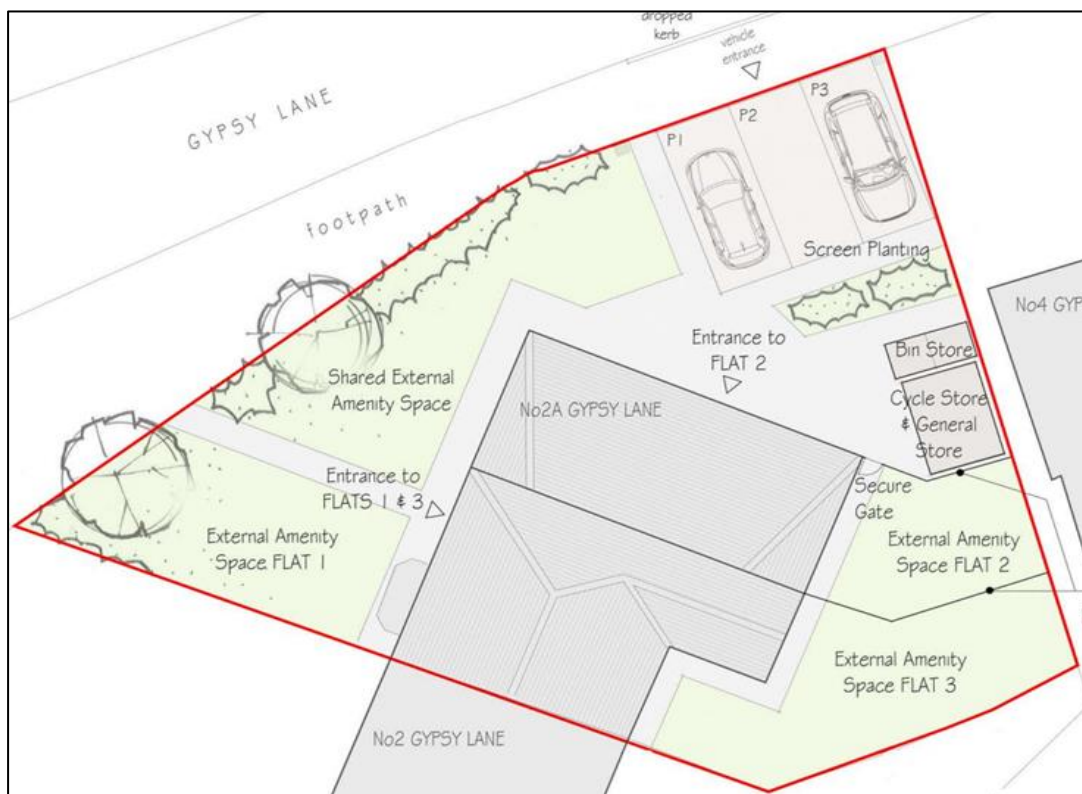 dropped
kerb
vehicle
entrance
GYPSY LANE
P3
P2
P1
footpath
Screen Planting
No4 GYP
Entrance to
FLAT 2
Bin Store
Shared External
Amenity Space
No2A GYPSY LANE
Cycle Store
& General
Store
Entrance to
FLATS 1 & 3
Secure
Gate
External Amenity
Space FLAT 1
External Amenity
Space FLAT 2
External Amenity
Space FLAT 3
No2 GYPSY LANE